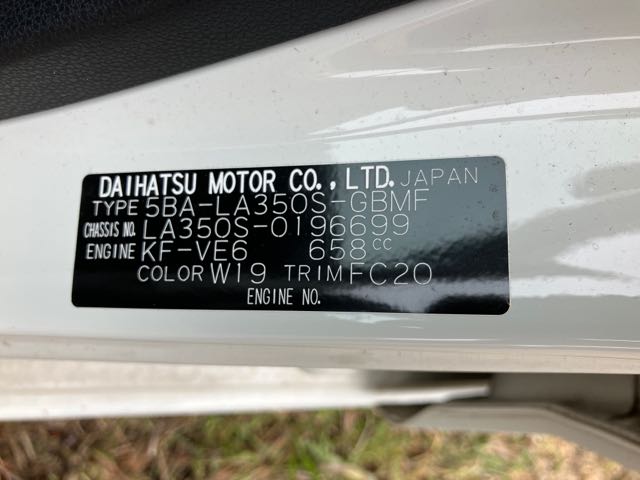 DAIHATSU MOTOR CO., LTD. JAPAN
TYPE 5BA-LA350S-GBMF
CHASSIS NO. LA350S-0196699
ENGINE KF-VE6 658cc
COLOR W19 TRIM FC20
ENGINE NO.